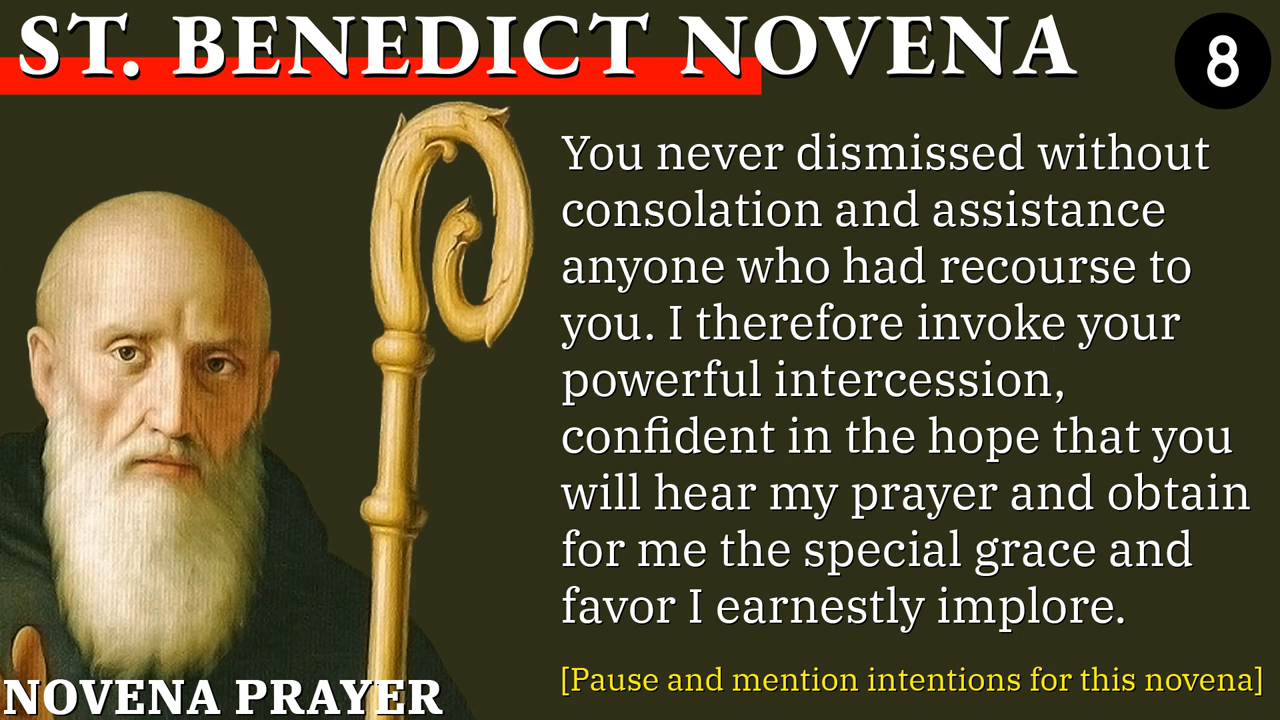 ST. BENEDICT NOVENA
8
You never dismissed without
consolation and assistance
anyone who had recourse to
you. I therefore invoke your
powerful intercession,
confident in the hope that you
will hear my prayer and obtain
for me the special grace and
favor I earnestly implore.
[Pause and mention intentions for this novena]
NOVENA PRAYER